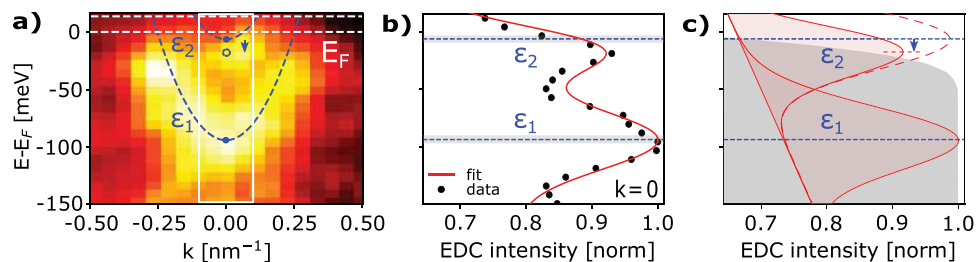 a)
E-E_F [meV]
0
-50
-100
-150
ε₂
E_F
ε₁
-0.50
-0.25
0.00
0.25
0.50
k [nm⁻¹]
b)
ε₂
ε₁
fit
data
k=0
0.7
0.8
0.9
1.0
EDC intensity [norm]
c)
ε₂
ε₁
0.7
0.8
0.9
1.0
EDC intensity [norm]